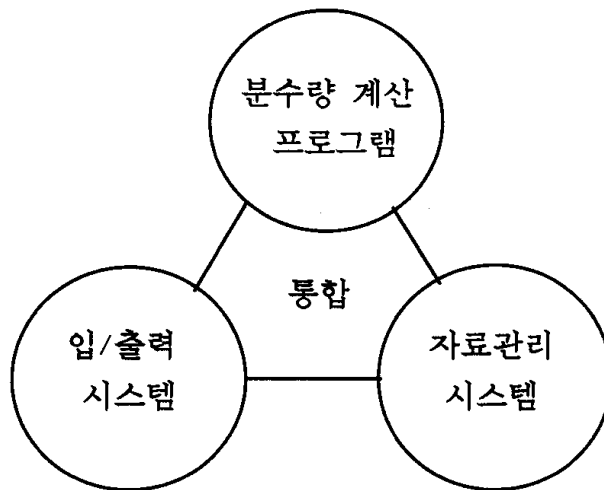 분수량 계산
프로그램
통합
입/출력
시스템
자료관리
시스템